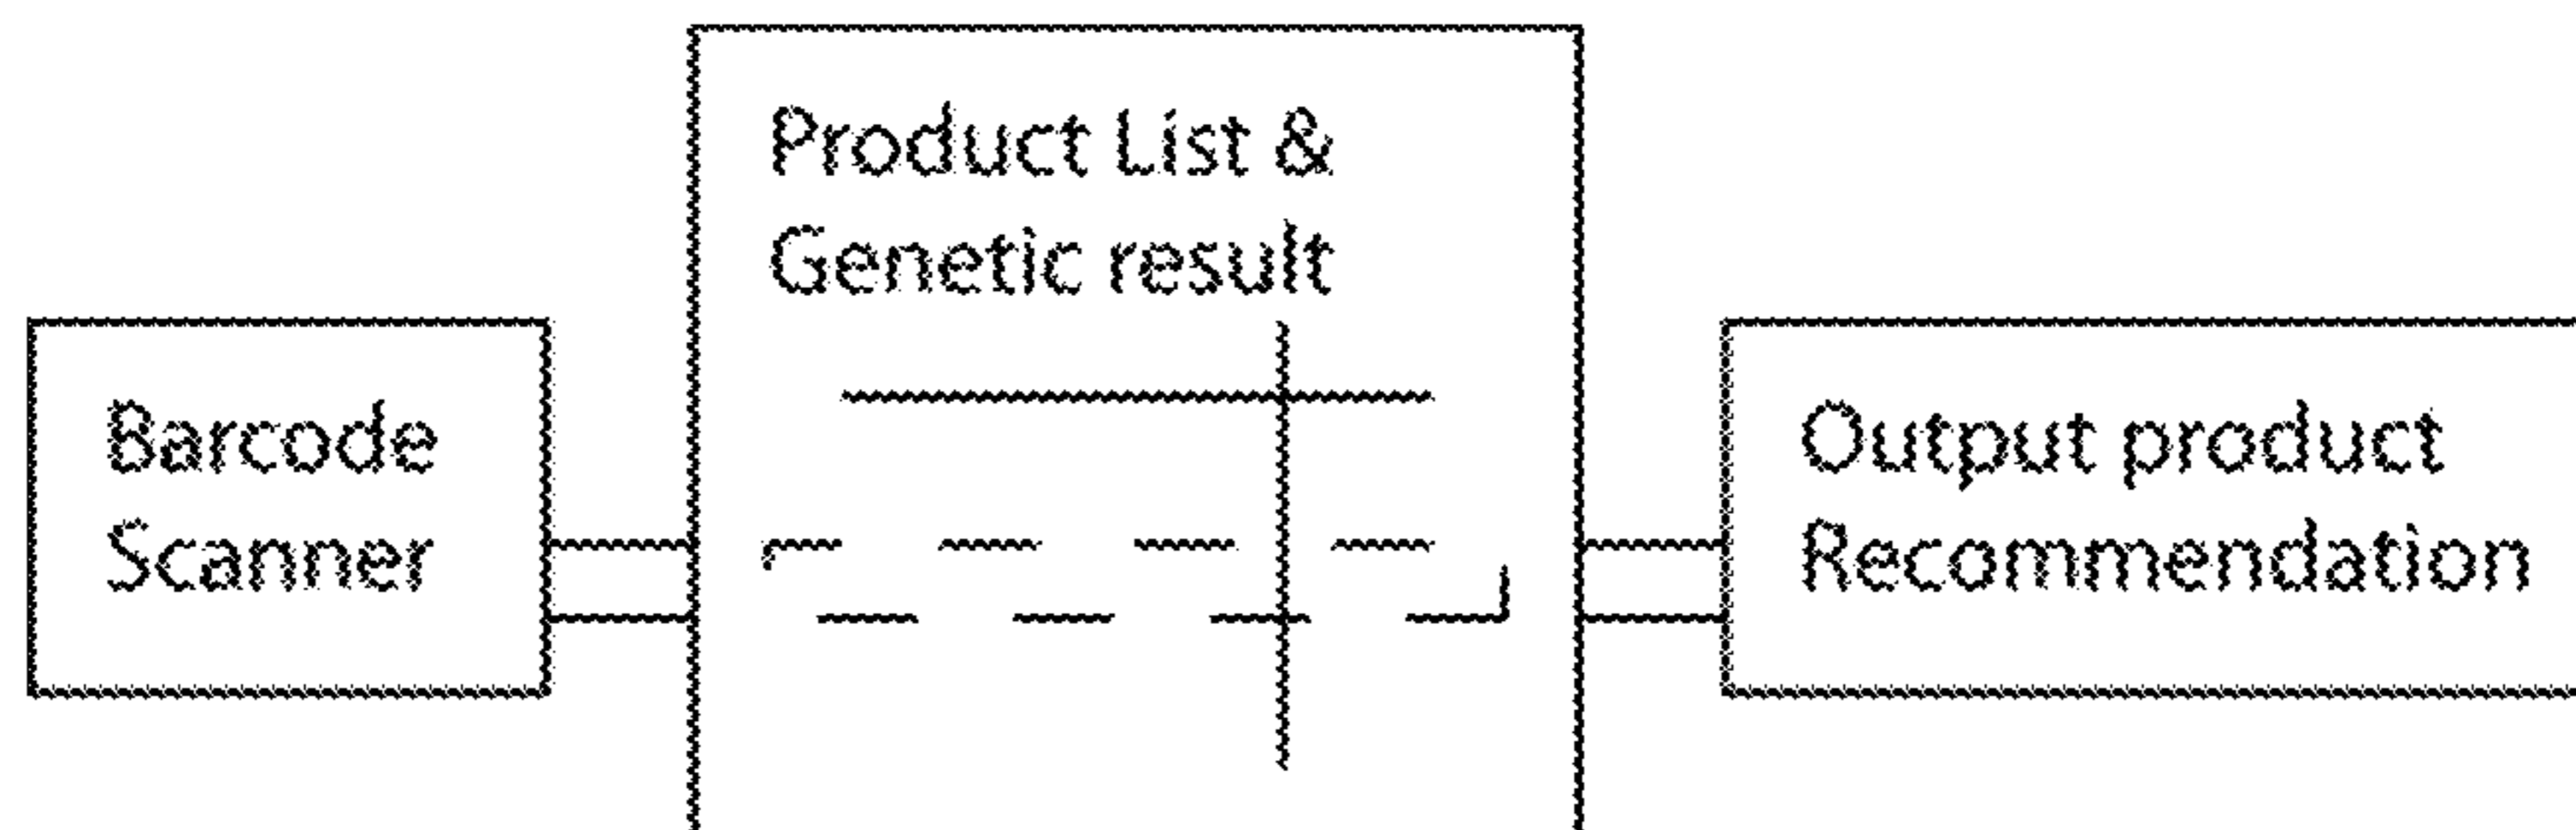 Product List &
Genetic result
Barcode
Scanner
Output product
Recommendation